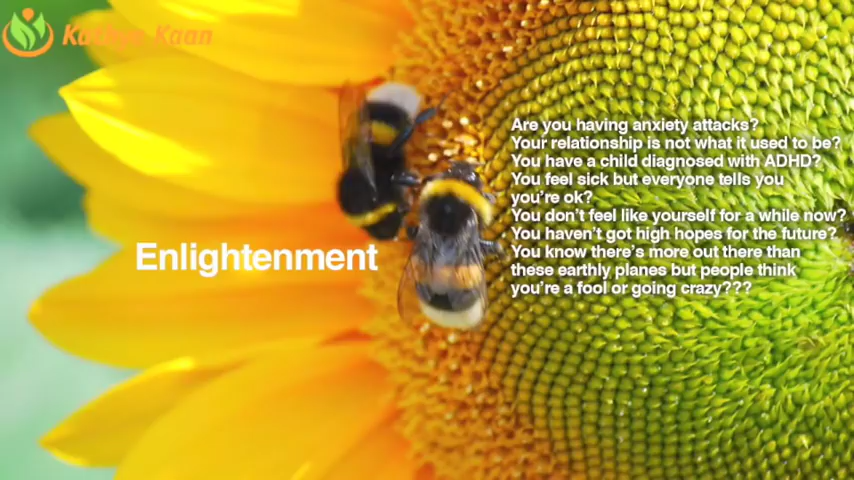 Kathye Kaan
Enlightenment
Are you having anxiety attacks?
Your relationship is not what it used to be?
You have a child diagnosed with ADHD?
You feel sick but everyone tells you
you're ok?
You don't feel like yourself for a while now?
You haven't got high hopes for the future?
You know there's more out there than
these earthly planes but people think
you're a fool or going crazy???